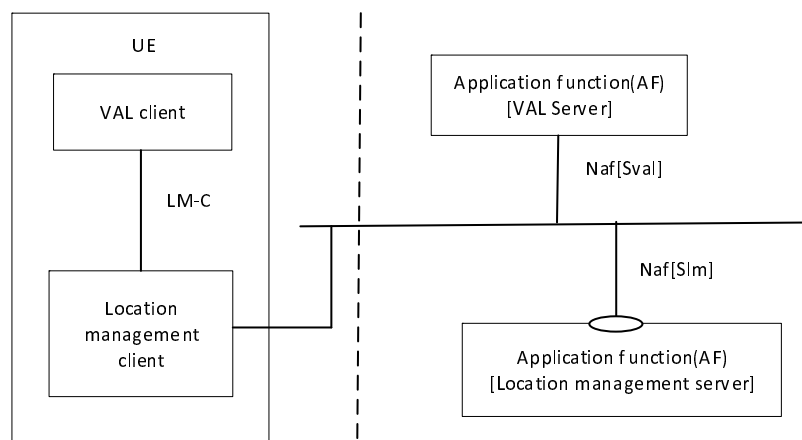 UE
VAL client
LM-C
Location
management
client
Application function(AF)
[VAL Server]
Naf[Sval]
Naf[Slm]
Application function(AF)
[Location management server]